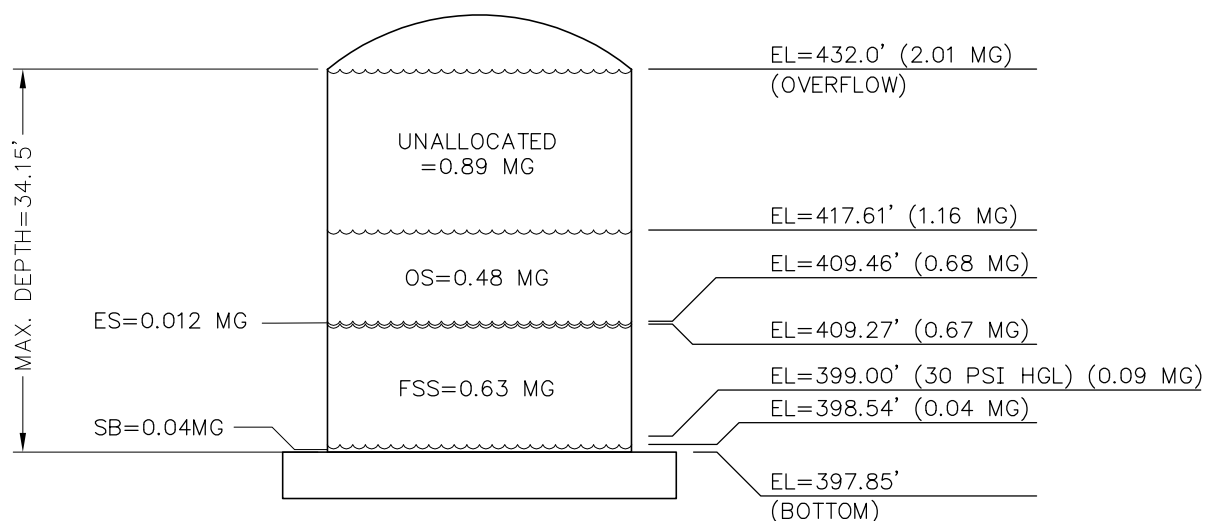 EL=432.0' (2.01 MG)
(OVERFLOW)
UNALLOCATED
=0.89 MG
MAX. DEPTH=34.15'
EL=417.61' (1.16 MG)
EL=409.46' (0.68 MG)
OS=0.48 MG
ES=0.012 MG
EL=409.27' (0.67 MG)
EL=399.00' (30 PSI HGL) (0.09 MG)
FSS=0.63 MG
EL=398.54' (0.04 MG)
SB=0.04MG
EL=397.85'
(BOTTOM)